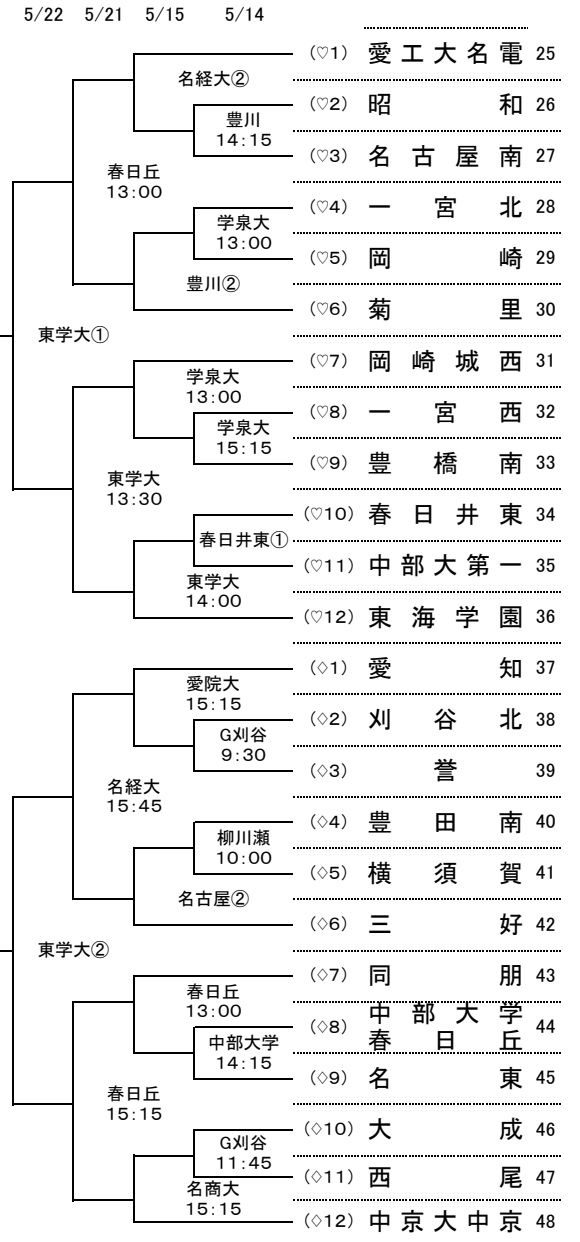 5/22 5/21 5/15 5/14
(♡1) 愛工大名電 25
名経大②
(♡2) 昭和 26
豊川
14:15
(♡3) 名古屋南 27
春日丘
13:00
(♡4) 一宮北 28
学泉大
13:00
(♡5) 岡崎 29
豊川②
(♡6) 菊里 30
東学大①
(♡7) 岡崎城西 31
学泉大
13:00
(♡8) 一宮西 32
学泉大
15:15
(♡9) 豊橋南 33
東学大
13:30
(♡10) 春日井東 34
春日井東①
(♡11) 中部大第一 35
東学大
14:00
(♡12) 東海学園 36
(◇1) 愛知 37
愛院大
15:15
(◇2) 刈谷北 38
G刈谷
9:30
(◇3) 誉 39
名経大
15:45
(◇4) 豊田南 40
柳川瀬
10:00
(◇5) 横須賀 41
名古屋②
(◇6) 三好 42
東学大②
(◇7) 同朋 43
春日丘
13:00
(◇8) 中部大学春日丘 44
中部大学
14:15
(◇9) 名東 45
春日丘
15:15
(◇10) 大成 46
G刈谷
11:45
(◇11) 西尾 47
名商大
15:15
(◇12) 中京大中京 48